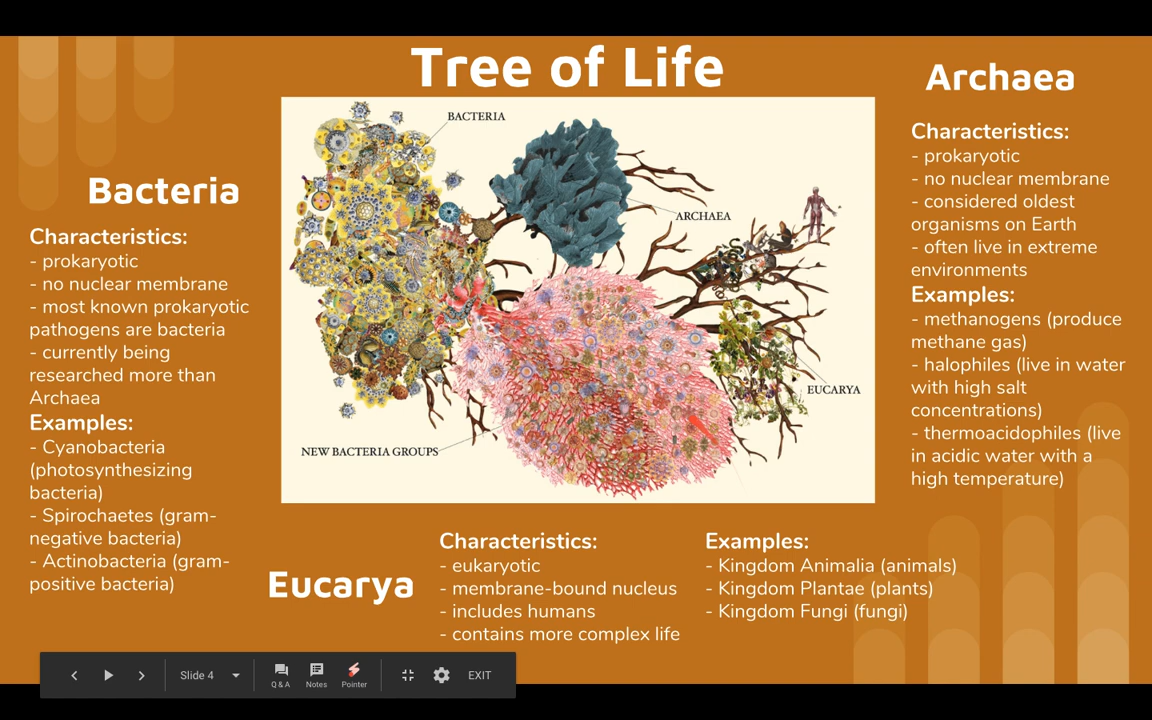 Tree of Life
Bacteria
Characteristics:
- prokaryotic
- no nuclear membrane
- most known prokaryotic
pathogens are bacteria
- currently being
researched more than
Archaea
Examples:
- Cyanobacteria
(photosynthesizing
bacteria)
- Spirochaetes (gram-
negative bacteria)
- Actinobacteria (gram-
positive bacteria)
BACTERIA
ARCHAEA
EUCARYA
NEW BACTERIA GROUPS
Archaea
Characteristics:
- prokaryotic
- no nuclear membrane
- considered oldest
organisms on Earth
- often live in extreme
environments
Examples:
- methanogens (produce
methane gas)
- halophiles (live in water
with high salt
concentrations)
- thermoacidophiles (live
in acidic water with a
high temperature)
Eucarya
Characteristics:
- eukaryotic
- membrane-bound nucleus
- includes humans
- contains more complex life
Examples:
- Kingdom Animalia (animals)
- Kingdom Plantae (plants)
- Kingdom Fungi (fungi)
Slide 4
Q & A
Notes
Pointer
EXIT